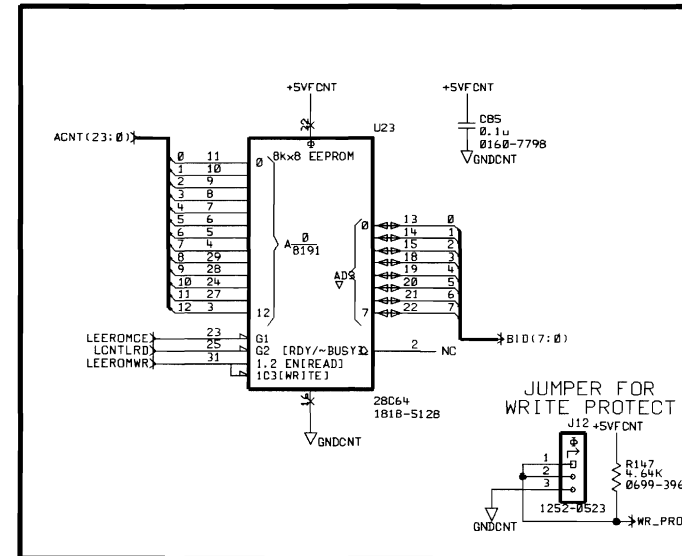 +5VFCNT
+5VFCNT
32
U23
C85
0.1u
0160-7798
GNDCNT
ACNT(23:0)
Φ
8Kx8 EEPROM
0 11
1 10
2 9
3 8
4 7
5 6
6 5
7 4
8 29
9 28
10 24
11 27
12 3
0
12
A 0
8191
0
7
13 0
14 1
15 2
18 3
19 4
20 5
21 6
22 7
BID(7:0)
LEEROMCE 23 G1
LCNTLRD 25 G2 [RDY/~BUSY] 2 NC
LEEROMWR 31 1.2 EN[READ]
1C3[WRITE]
16
28C64
1818-5128
GNDCNT
JUMPER FOR
WRITE PROTECT
J12 +5VFCNT
Φ
1
2
3
R147
4.64K
0699-396
1252-0523
GNDCNT
WR_PRO